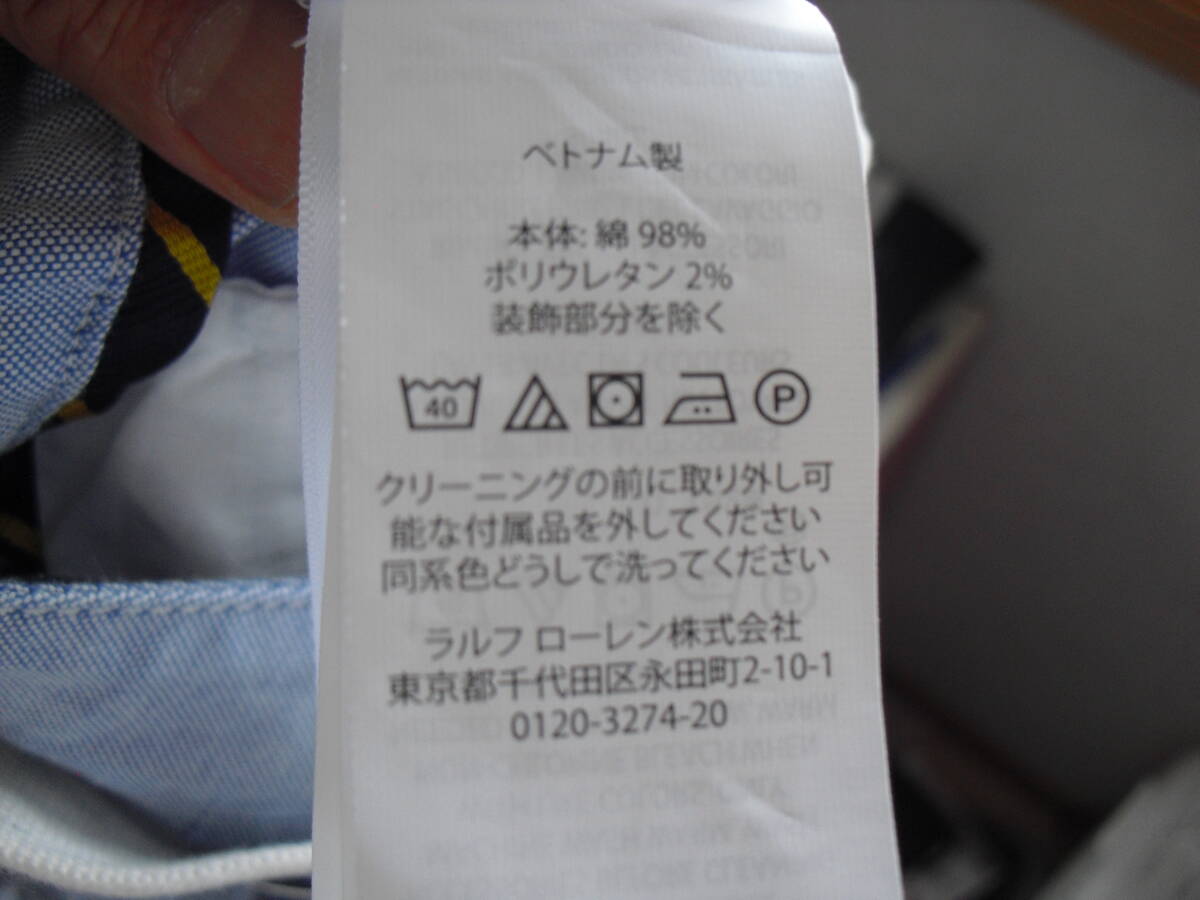 ベトナム製
本体: 綿 98%
ポリウレタン 2%
装飾部分を除く
40
P
クリーニングの前に取り外し可
能な付属品を外してください
同系色どうしで洗ってください
ラルフ ローレン株式会社
東京都千代田区永田町2-10-1
0120-3274-20